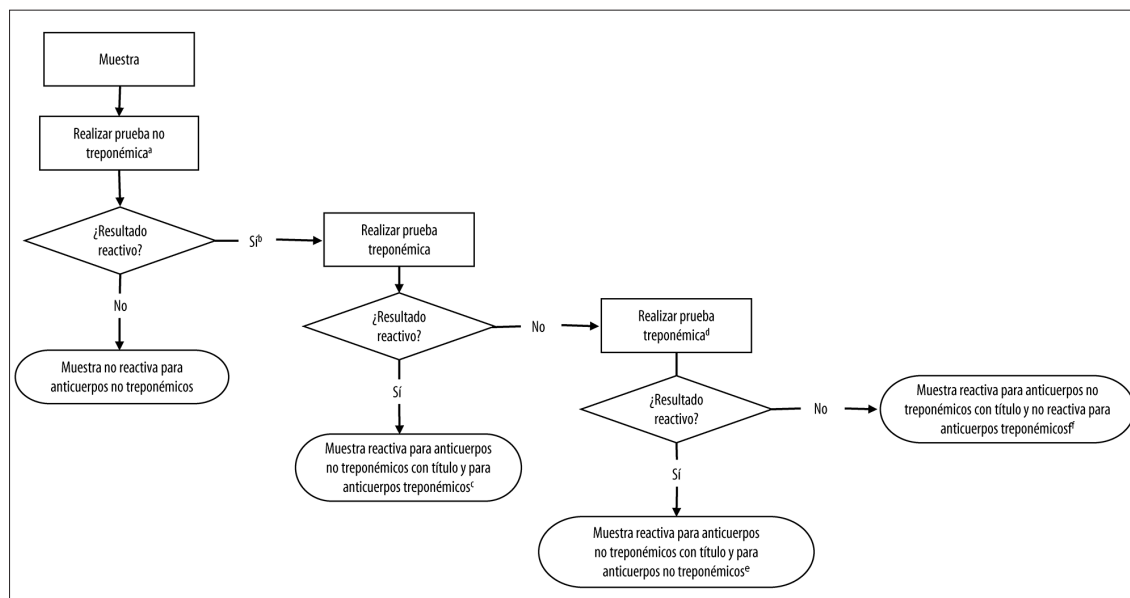 Muestra
Realizar prueba no
treponémicaᵃ
¿Resultado
reactivo?
Síᵇ
Realizar prueba
treponémica
No
¿Resultado
reactivo?
No
Realizar prueba
treponémicaᵈ
Muestra no reactiva para
anticuerpos no treponémicos
Sí
¿Resultado
reactivo?
No
Muestra reactiva para anticuerpos no
treponémicos con título y no reactiva para
anticuerpos treponémicosfᶠ
Muestra reactiva para anticuerpos
no treponémicos con título y para
anticuerpos treponémicosᶜ
Sí
Muestra reactiva para anticuerpos
no treponémicos con título y para
anticuerpos no treponémicosᵉ